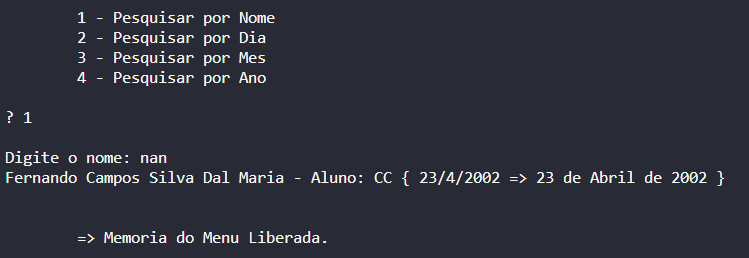 1 - Pesquisar por Nome
2 - Pesquisar por Dia
3 - Pesquisar por Mes
4 - Pesquisar por Ano
? 1
Digite o nome: nan
Fernando Campos Silva Dal Maria - Aluno: CC { 23/4/2002 => 23 de Abril de 2002 }
=> Memoria do Menu Liberada.